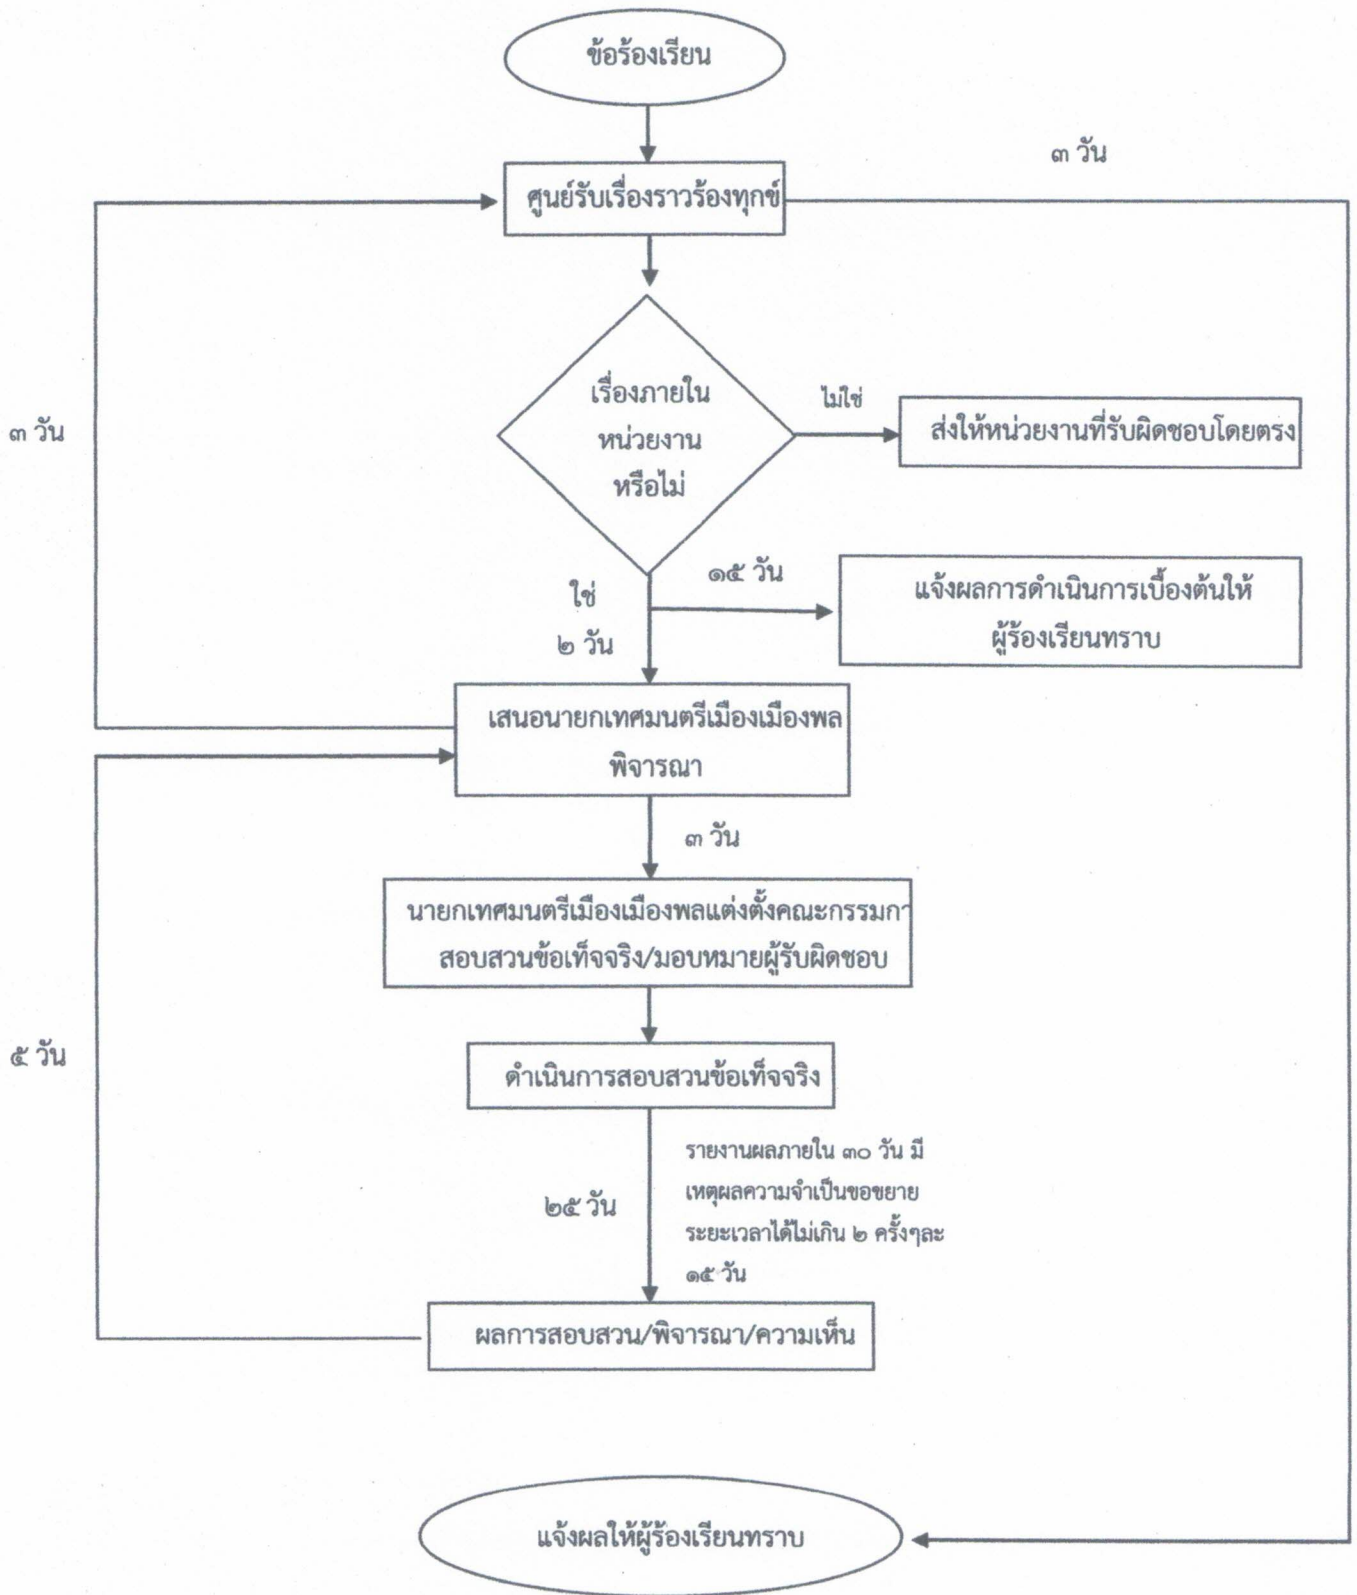 ข้อร้องเรียน
๓ วัน
ศูนย์รับเรื่องราวร้องทุกข์
เรื่องภายใน
หน่วยงาน
หรือไม่
ไม่ใช่
ส่งให้หน่วยงานที่รับผิดชอบโดยตรง
๓ วัน
ใช่
๒ วัน
๑๕ วัน
แจ้งผลการดำเนินการเบื้องต้นให้
ผู้ร้องเรียนทราบ
เสนอนายกเทศมนตรีเมืองเมืองพล
พิจารณา
๓ วัน
นายกเทศมนตรีเมืองเมืองพลแต่งตั้งคณะกรรมกา
สอบสวนข้อเท็จจริง/มอบหมายผู้รับผิดชอบ
๕ วัน
ดำเนินการสอบสวนข้อเท็จจริง
๒๕ วัน
รายงานผลภายใน ๓๐ วัน มี
เหตุผลความจำเป็นขอขยาย
ระยะเวลาได้ไม่เกิน ๒ ครั้งๆละ
๑๕ วัน
ผลการสอบสวน/พิจารณา/ความเห็น
แจ้งผลให้ผู้ร้องเรียนทราบ